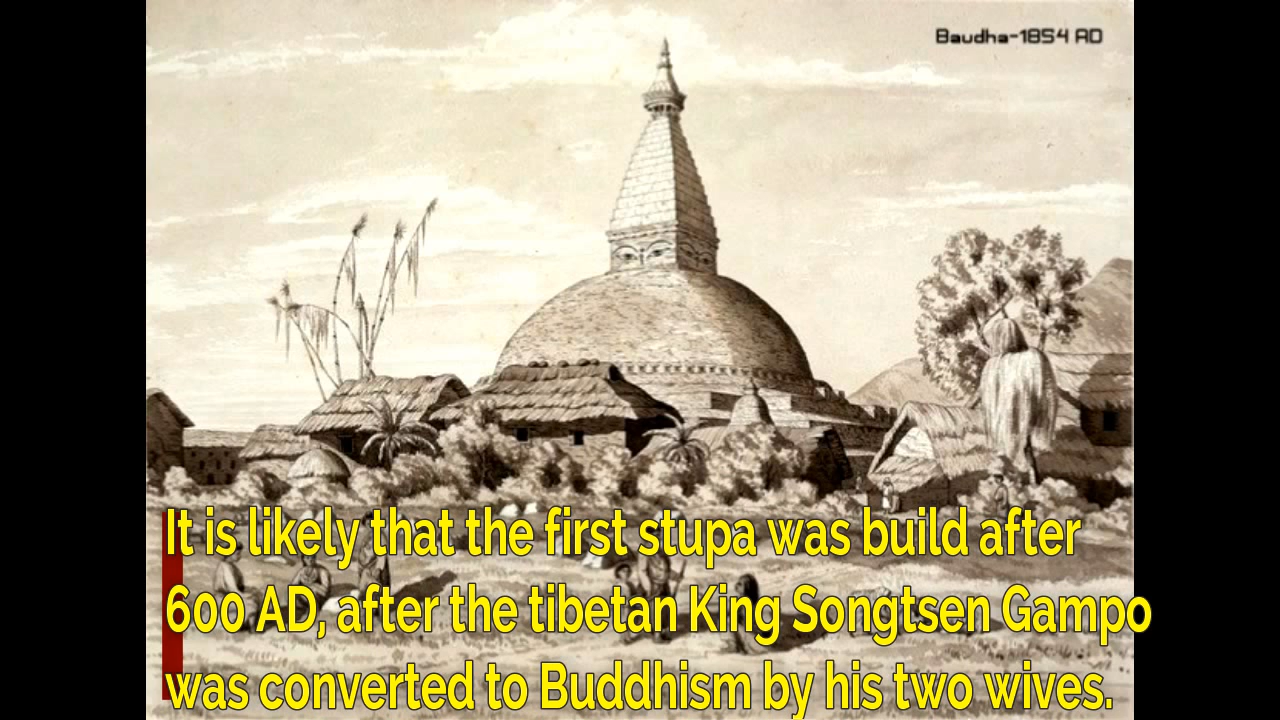 Baudha-1854 AD
It is likely that the first stupa was build after
600 AD, after the tibetan King Songtsen Gampo
was converted to Buddhism by his two wives.